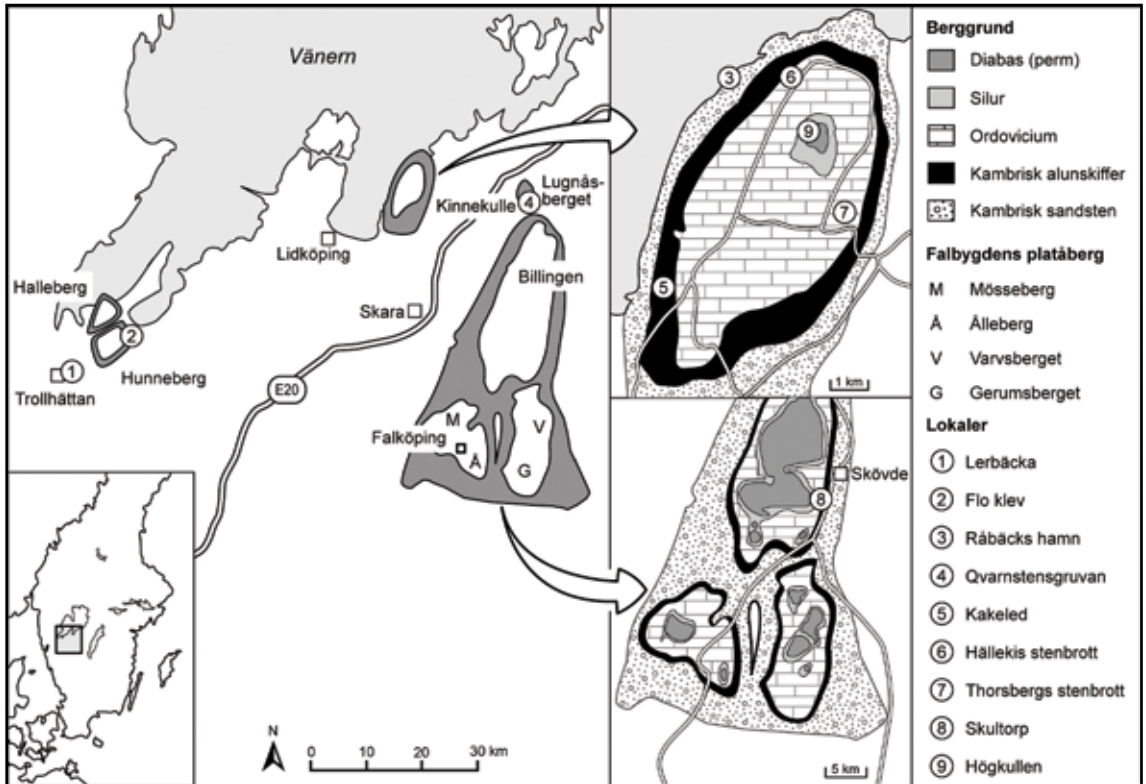 Vänern
Lugnås-
berget
4
Kinnekulle
Billingen
Lidköping
Skara
Halleberg
2
Hunneberg
1
Trollhättan
E20
M
V
Falköping
Å
G
N
0 10 20 30 km
3
6
9
7
5
1 km
8
Skövde
5 km
Berggrund
Diabas (perm)
Silur
Ordovicium
Kambrisk alunskiffer
Kambrisk sandsten
Falbygdens platåberg
M Mösseberg
Å Ålleberg
V Varvsberget
G Gerumsberget
Lokaler
1 Lerbäcka
2 Flo klev
3 Råbäcks hamn
4 Qvarnstensgruvan
5 Kakeled
6 Hällekis stenbrott
7 Thorsbergs stenbrott
8 Skultorp
9 Högkullen